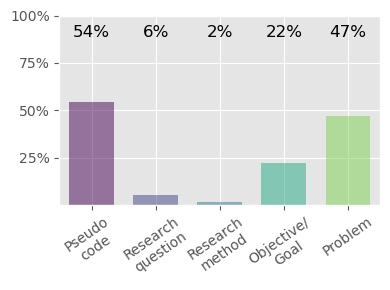 100%
75%
50%
25%
54% 6% 2% 22% 47%
Pseudo
code
Research
question
Research
method
Objective/
Goal
Problem